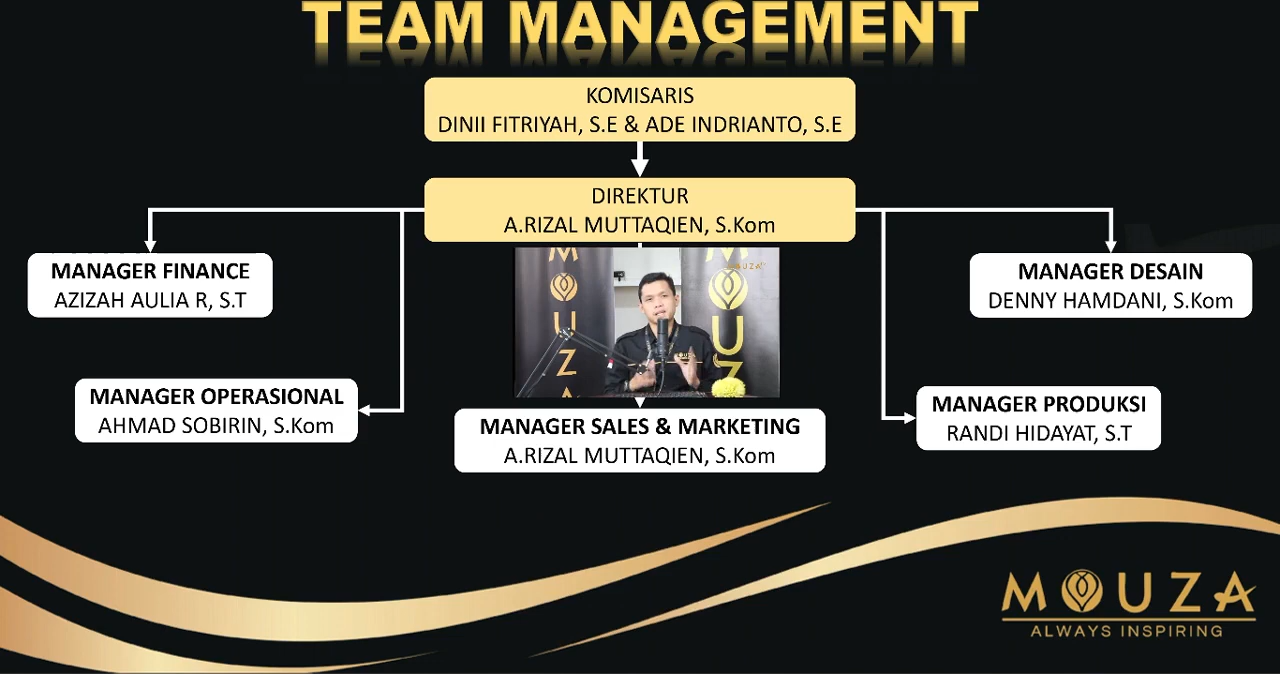 TEAM MANAGEMENT
KOMISARIS
DINII FITRIYAH, S.E & ADE INDRIANTO, S.E
DIREKTUR
A.RIZAL MUTTAQIEN, S.Kom
MANAGER FINANCE
AZIZAH AULIA R, S.T
MANAGER DESAIN
DENNY HAMDANI, S.Kom
MANAGER OPERASIONAL
AHMAD SOBIRIN, S.Kom
MANAGER PRODUKSI
RANDI HIDAYAT, S.T
MANAGER SALES & MARKETING
A.RIZAL MUTTAQIEN, S.Kom
MOUZA
ALWAYS INSPIRING